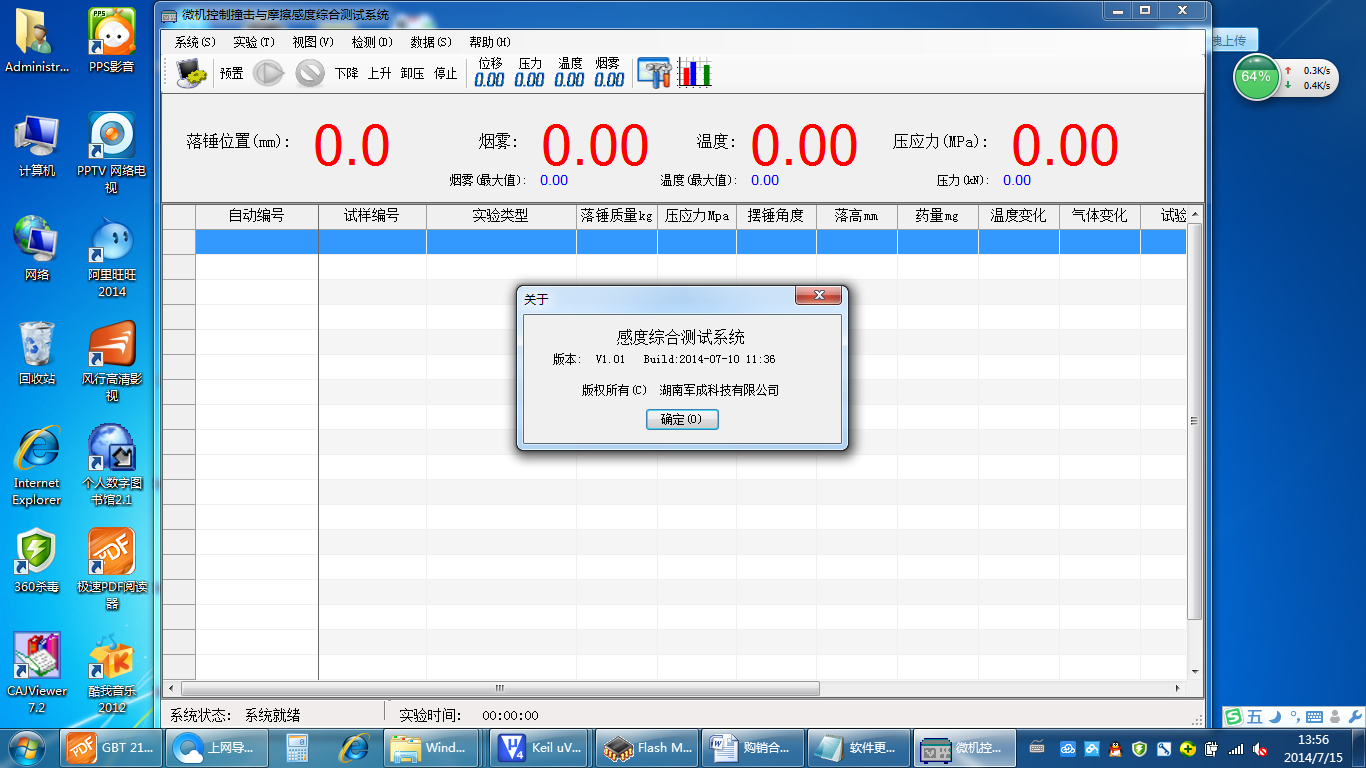 Administr...
PPS影音
计算机
PPTV 网络电
视
网络
阿里旺旺
2014
回收站
风行高清影
视
Internet
Explorer
个人数字图
书馆2.1
360杀毒
极速PDF阅读
器
CAJViewer
7.2
酷我音乐
2012
微机控制撞击与摩擦感度综合测试系统
系统(S) 实验(T) 视图(V) 检测(D) 数据(S) 帮助(H)
预置 下降 上升 卸压 停止
位移 压力 温度 烟雾
0.00 0.00 0.00 0.00
落锤位置(mm): 0.0 烟雾: 0.00 温度: 0.00 压应力(MPa): 0.00
烟雾(最大值): 0.00 温度(最大值): 0.00 压力(kN): 0.00
自动编号 试样编号 实验类型 落锤质量kg 压应力Mpa 摆锤角度 落高mm 药量mg 温度变化 气体变化 试验
关于
感度综合测试系统
版本: V1.01 Build:2014-07-10 11:36
版权所有(C) 湖南军成科技有限公司
确定(O)
系统状态: 系统就绪 实验时间: 00:00:00
上传
64%
0.3K/s
0.4K/s
五
GBT 21...
上网导...
Wind...
Keil uV...
Flash M...
购销合...
软件更...
微机控...
13:56
2014/7/15